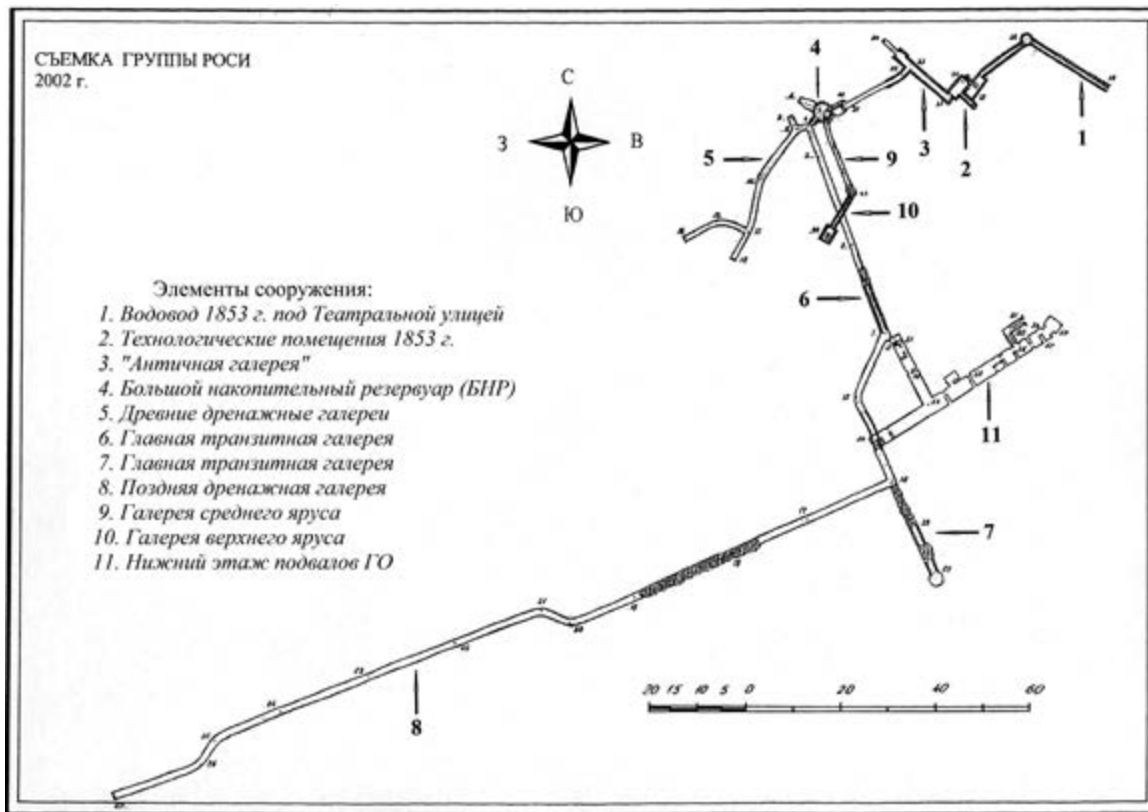 СЪЕМКА ГРУППЫ РОСИ
2002 г.
С
З
В
Ю
4
5
9
3
2
1
10
6
11
7
8
Элементы сооружения:
1. Водовод 1853 г. под Театральной улицей
2. Технологические помещения 1853 г.
3. "Античная галерея"
4. Большой накопительный резервуар (БНР)
5. Древние дренажные галереи
6. Главная транзитная галерея
7. Главная транзитная галерея
8. Поздняя дренажная галерея
9. Галерея среднего яруса
10. Галерея верхнего яруса
11. Нижний этаж подвалов ГО
20 15 10 5 0 20 40 60